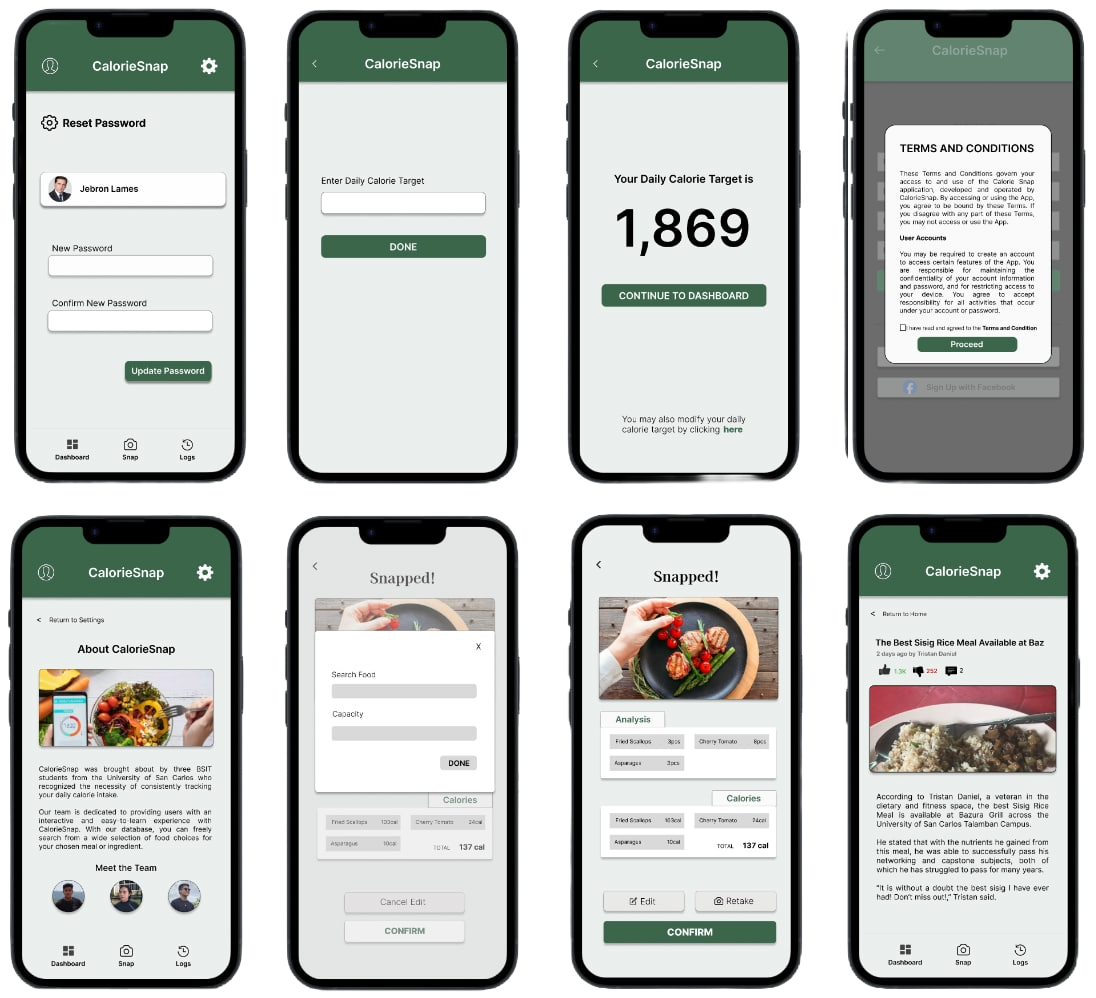 CalorieSnap
Reset Password
Jebron Lames
New Password
Confirm New Password
Update Password
Dashboard
Snap
Logs
CalorieSnap
Enter Daily Calorie Target
DONE
CalorieSnap
Your Daily Calorie Target is
1,869
CONTINUE TO DASHBOARD
You may also modify your daily
calorie target by clicking here
CalorieSnap
TERMS AND CONDITIONS
These Terms and Conditions govern your
access to and use of the Calorie Snap
application, developed and operated by
CalorieSnap. By accessing or using the App,
you agree to be bound by these Terms. If
you disagree with any part of these Terms,
you may not access or use the App.
User Accounts
You may be required to create an account
to access certain features of the App. You
are responsible for maintaining the
confidentiality of your account information
and password, and for restricting access to
your device. You agree to accept
responsibility for all activities that occur
under your account or password.
I have read and agreed to the Terms and Condition
Proceed
Sign Up with Facebook
CalorieSnap
< Return to Settings
About CalorieSnap
CalorieSnap was brought about by three BSIT
students from the University of San Carlos who
recognized the necessity of consistently tracking
your daily calorie intake.
Our team is dedicated to providing users with an
interactive and easy-to-learn experience with
CalorieSnap. With our database, you can freely
search from a wide selection of food choices for
your chosen meal or ingredient.
Meet the Team
Dashboard
Snap
Logs
Snapped!
X
Search Food
Capacity
DONE
Calories
Fried Scallops 103cal
Cherry Tomato 24cal
Asparagus 10cal
TOTAL 137 cal
Cancel Edit
CONFIRM
Snapped!
Analysis
Fried Scallops 3pcs
Cherry Tomato 8pcs
Asparagus 3pcs
Calories
Fried Scallops 103cal
Cherry Tomato 24cal
Asparagus 10cal
TOTAL 137 cal
Edit
Retake
CONFIRM
CalorieSnap
< Return to Home
The Best Sisig Rice Meal Available at Baz
2 days ago by Tristan Daniel
1.3K 252 2
According to Tristan Daniel, a veteran in the
dietary and fitness space, the best Sisig Rice
Meal is available at Bazura Grill across the
University of San Carlos Talamban Campus.
He stated that with the nutrients he gained from
this meal, he was able to successfully pass his
networking and capstone subjects, both of
which he has struggled to pass for many years.
"It is without a doubt the best sisig I have ever
had! Don't miss out!," Tristan said.
Dashboard
Snap
Logs